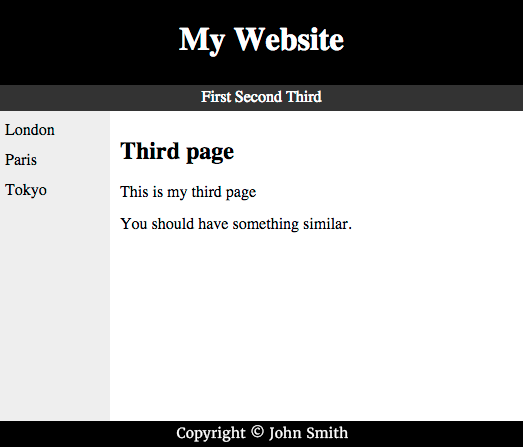 My Website
First Second Third
London
Paris
Tokyo
Third page
This is my third page
You should have something similar.
Copyright © John Smith